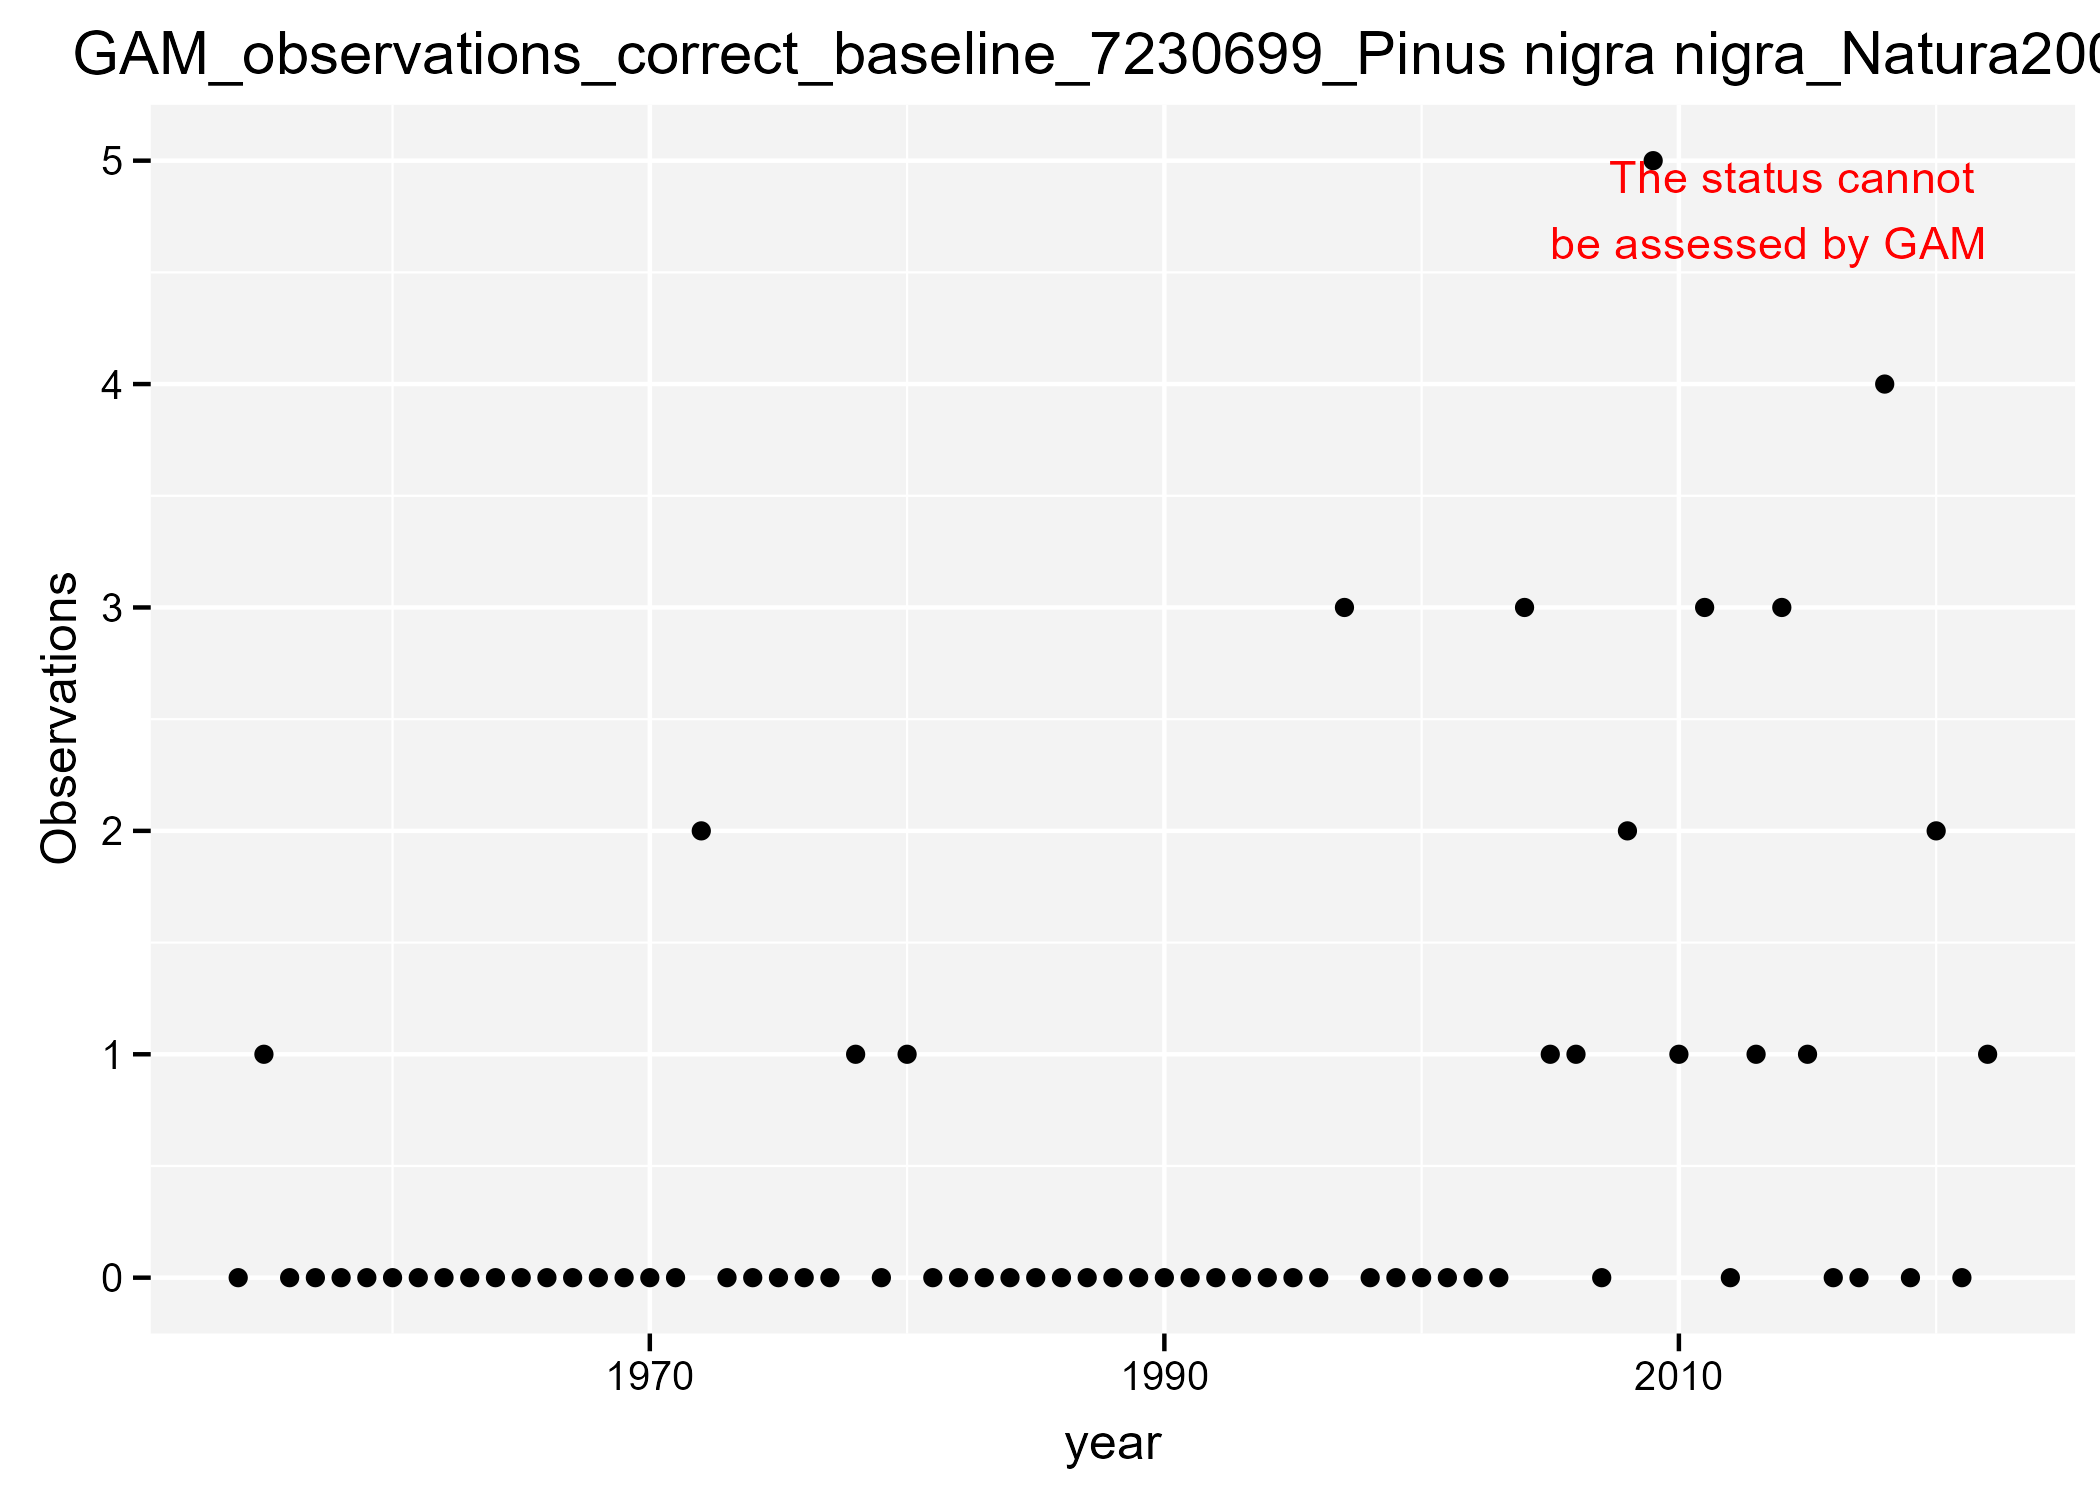 GAM_observations_correct_baseline_7230699_Pinus nigra nigra_Natura200
5
The status cannot
be assessed by GAM
4
3
2
1
0
Observations
1970 1990 2010
year